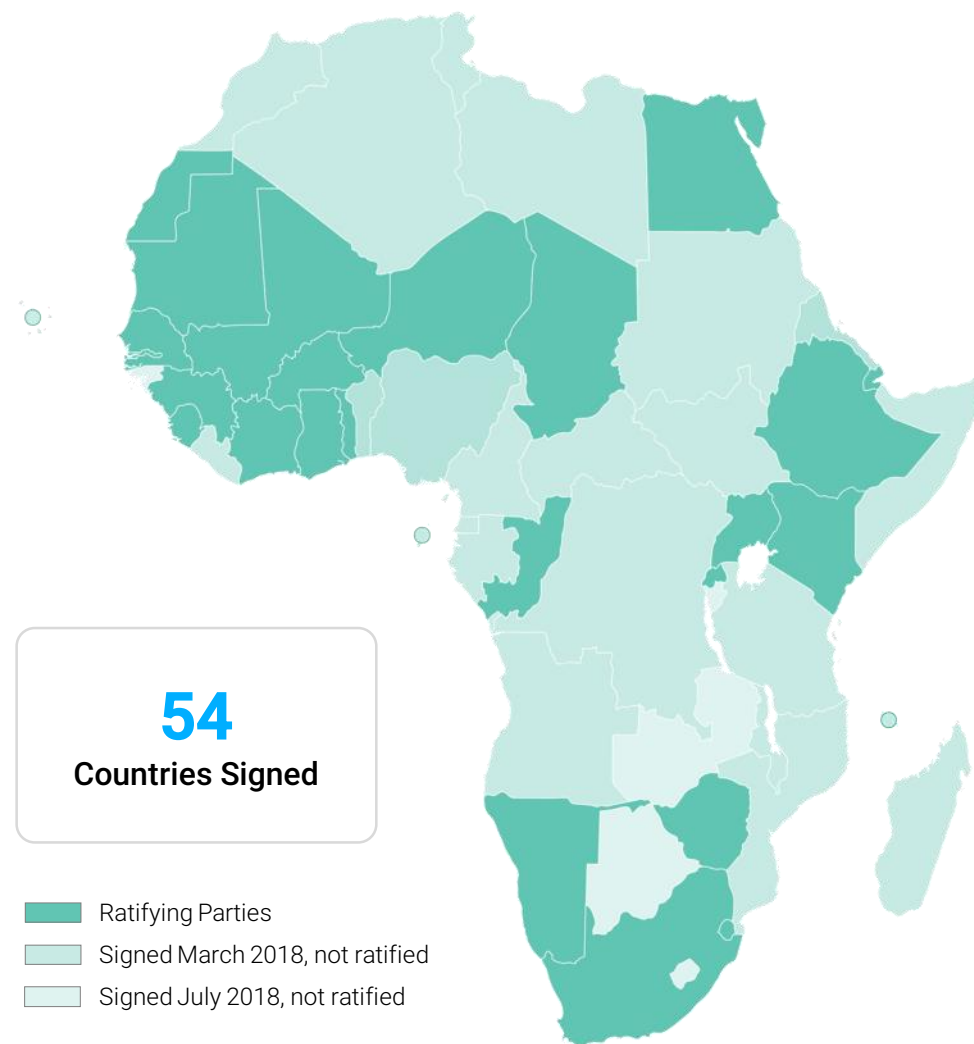 54
Countries Signed
Ratifying Parties
Signed March 2018, not ratified
Signed July 2018, not ratified